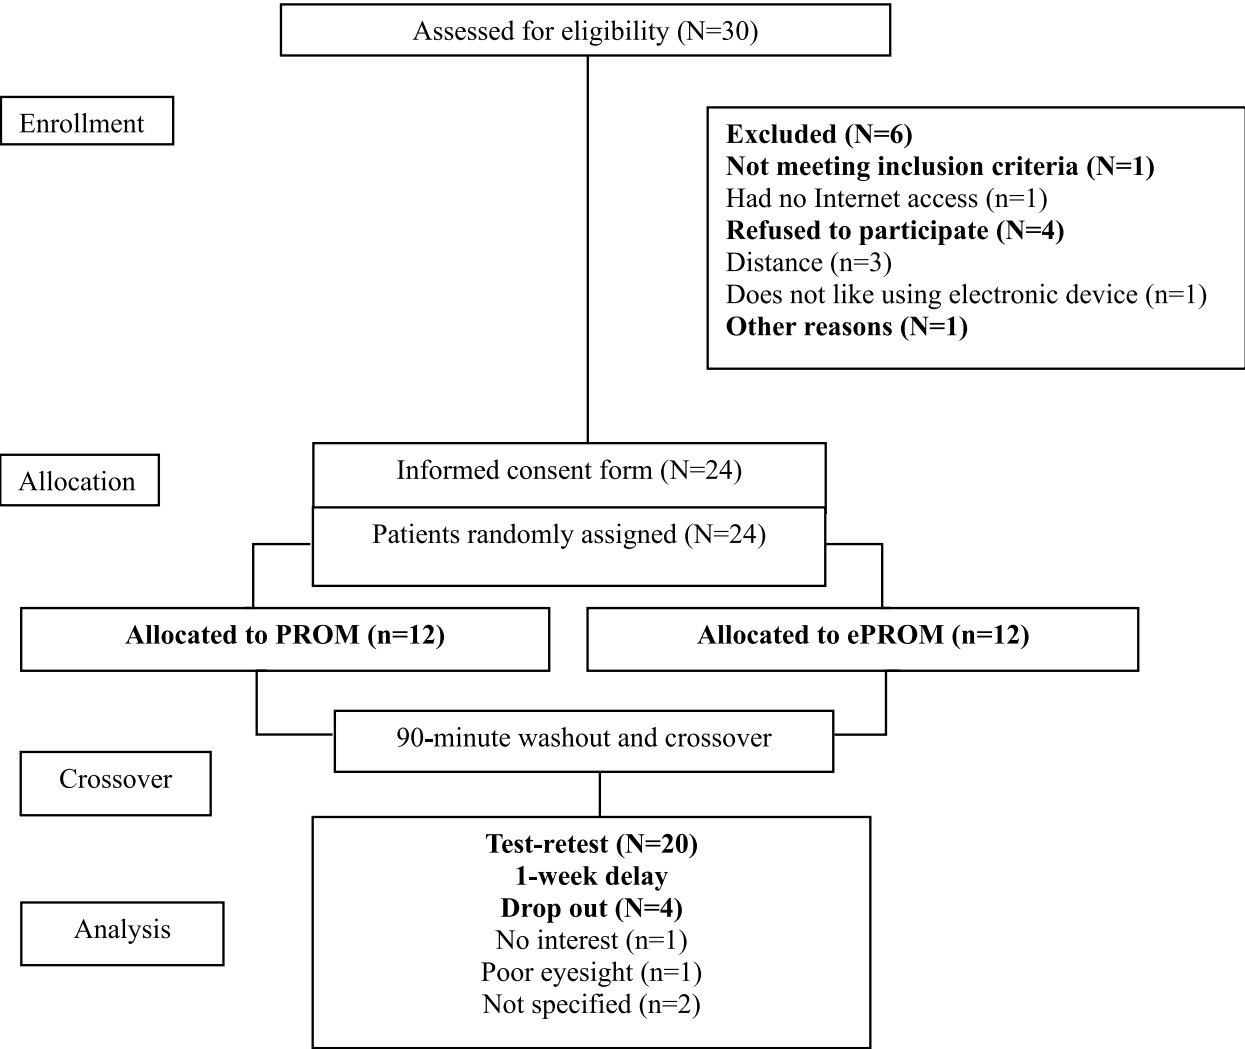 Assessed for eligibility (N=30)
Enrollment
Excluded (N=6)
Not meeting inclusion criteria (N=1)
Had no Internet access (n=1)
Refused to participate (N=4)
Distance (n=3)
Does not like using electronic device (n=1)
Other reasons (N=1)
Allocation
Informed consent form (N=24)
Patients randomly assigned (N=24)
Allocated to PROM (n=12)
Allocated to ePROM (n=12)
90-minute washout and crossover
Crossover
Test-retest (N=20)
1-week delay
Drop out (N=4)
No interest (n=1)
Poor eyesight (n=1)
Not specified (n=2)
Analysis